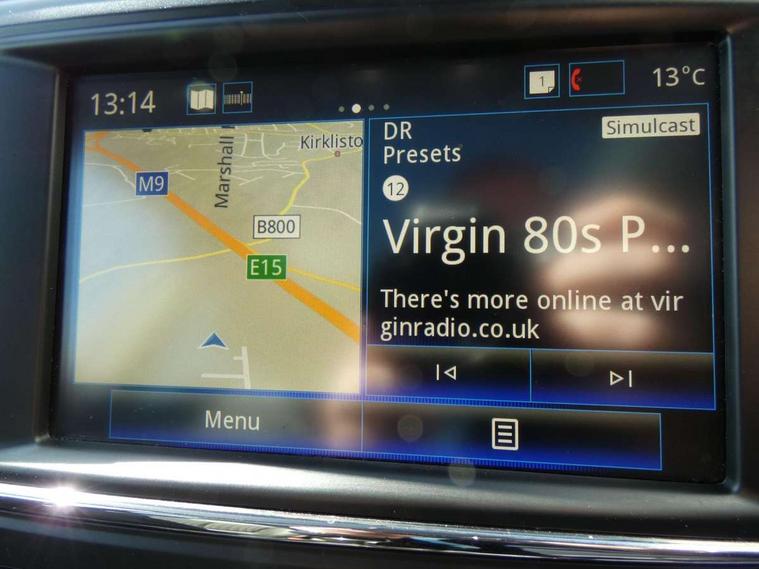 13:14
1
13°C
Marshall
Kirklisto
M9
B800
E15
DR
Presets
Simulcast
12
Virgin 80s P...
There's more online at vir
ginradio.co.uk
Menu